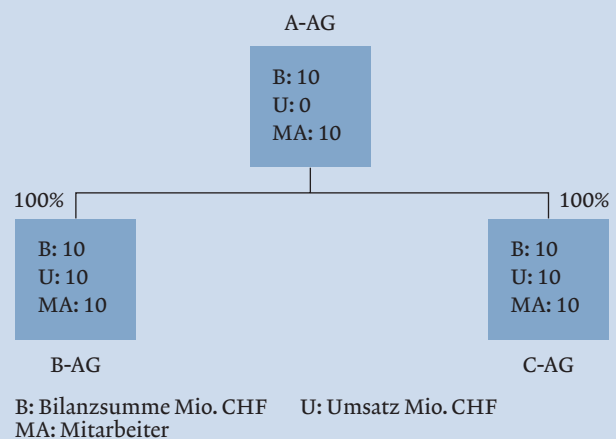 A-AG
B: 10
U: 0
MA: 10
100%
100%
B: 10
U: 10
MA: 10
B: 10
U: 10
MA: 10
B-AG
C-AG
B: Bilanzsumme Mio. CHF U: Umsatz Mio. CHF
MA: Mitarbeiter